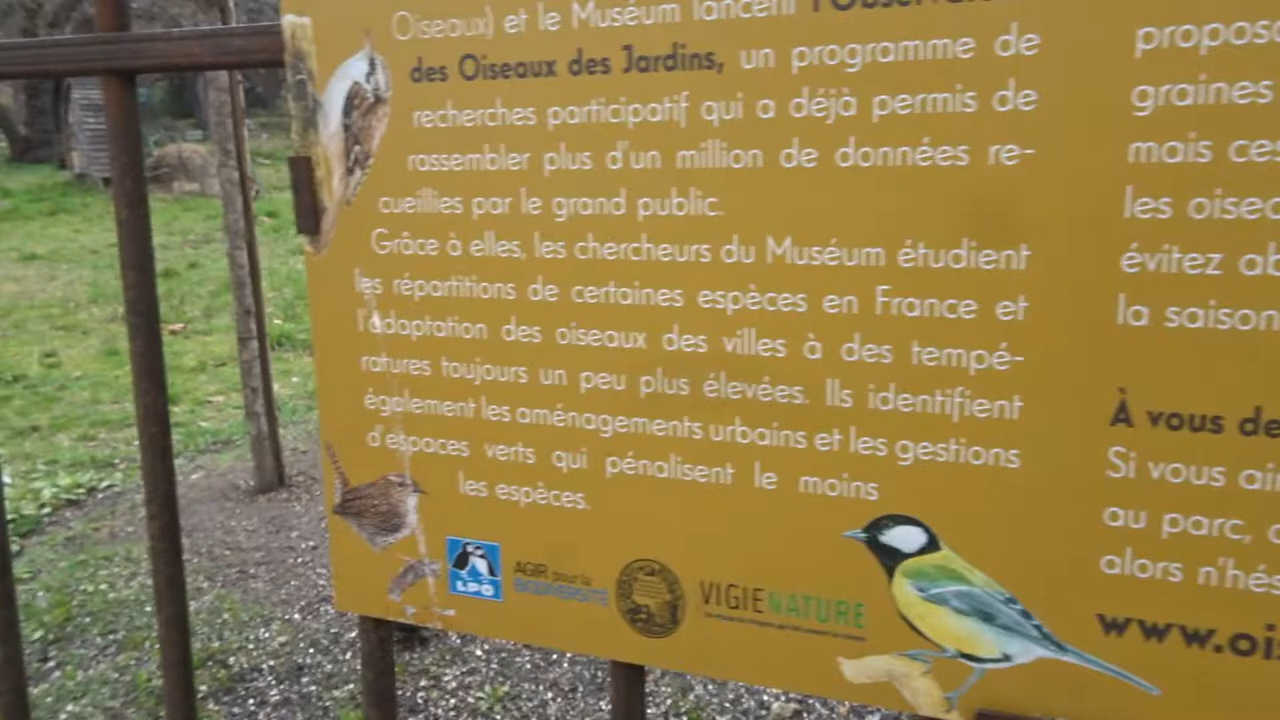 Oiseaux) et le Muséum lancent
des Oiseaux des Jardins, un programme de
recherches participatif qui a déjà permis de
rassembler plus d'un million de données re-
cueillies par le grand public.
Grâce à elles, les chercheurs du Muséum étudient
les répartitions de certaines espèces en France et
l'adaptation des oiseaux des villes à des tempé-
ratures toujours un peu plus élevées. Ils identifient
également les aménagements urbains et les gestions
d'espaces verts qui pénalisent le moins
les espèces.
LPO
AGIR pour la
BIODIVERSITÉ
VIGIENATURE
propos
graines
mais ces
les oisea
évitez ab
la saison
À vous de
Si vous ai
au parc,
alors n'hés
www.ois